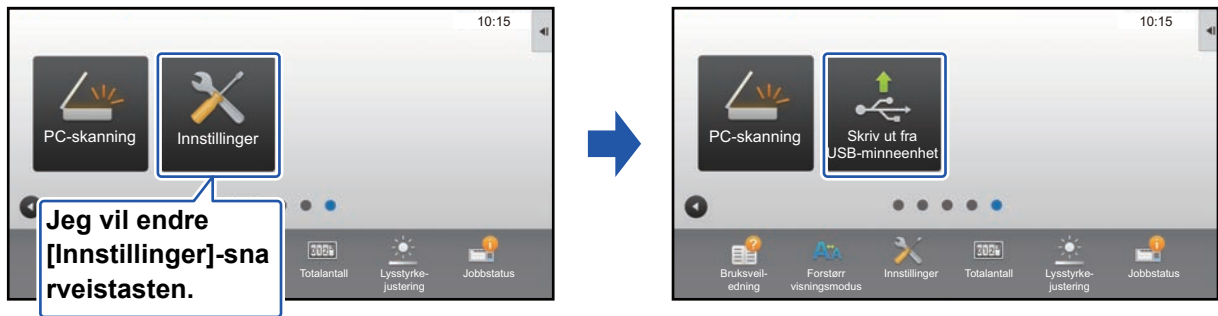 10:15
PC-skanning
Innstillinger
Jeg vil endre
[Innstillinger]-sna
rveistasten.
Totalantall
Lysstyrke-
justering
Jobbstatus
10:15
PC-skanning
Skriv ut fra
USB-minneenhet
Bruksveil-
edning
Forstørr
visningsmodus
Innstillinger
Totalantall
Lysstyrke-
justering
Jobbstatus